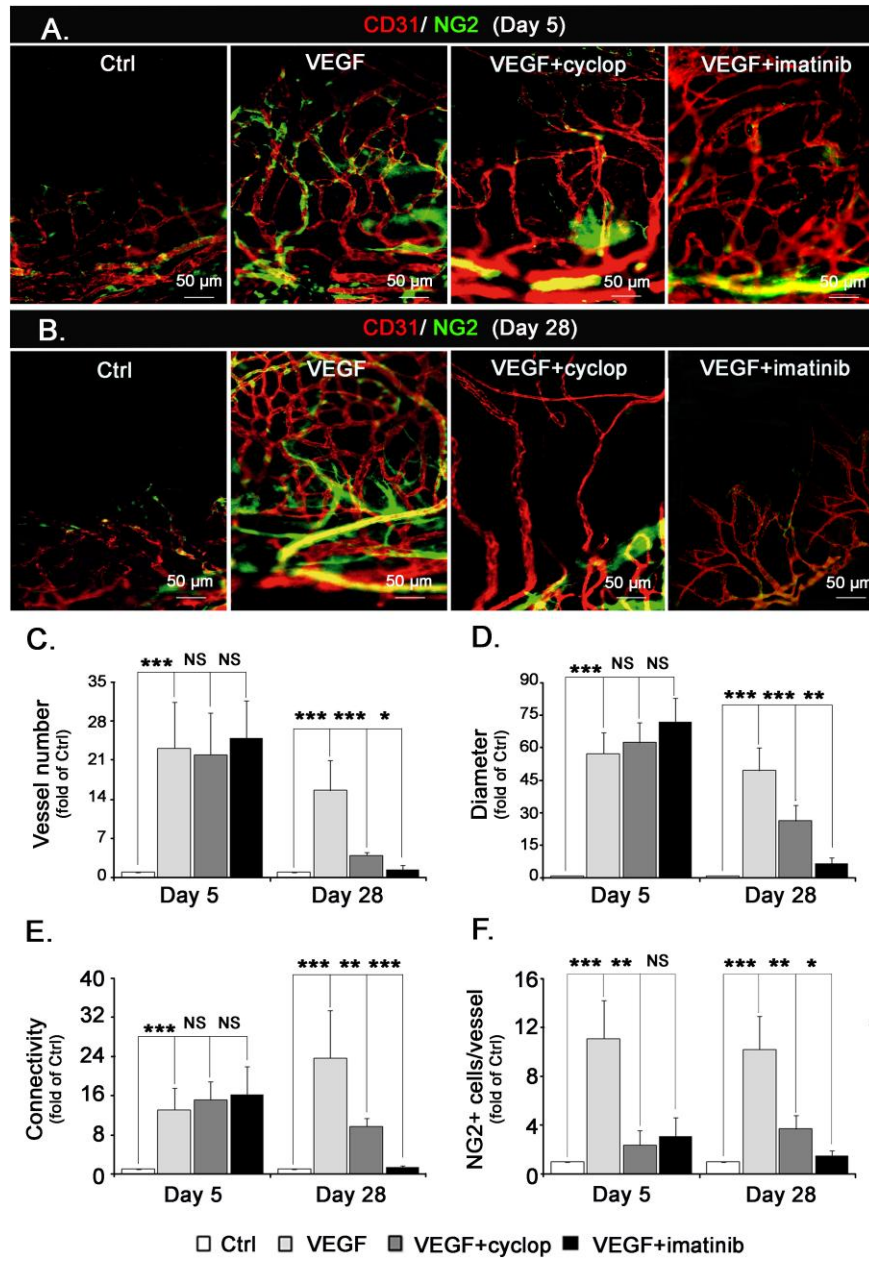 A. CD31/ NG2 (Day 5)
Ctrl VEGF VEGF+cyclop VEGF+imatinib
50 µm 50 µm 50 µm 50 µm
B. CD31/ NG2 (Day 28)
Ctrl VEGF VEGF+cyclop VEGF+imatinib
50 µm 50 µm 50 µm 50 µm
C.
Vessel number
(fold of Ctrl)
35
28
21
14
7
0
*** NS NS
*** *** *
Day 5 Day 28
D.
Diameter
(fold of Ctrl)
90
75
60
45
30
15
0
*** NS NS
*** *** **
Day 5 Day 28
E.
Connectivity
(fold of Ctrl)
40
32
24
16
8
0
*** NS NS
*** ** ***
Day 5 Day 28
F.
NG2+ cells/vessel
(fold of Ctrl)
16
12
8
4
0
*** ** NS
*** ** *
Day 5 Day 28
Ctrl VEGF VEGF+cyclop VEGF+imatinib